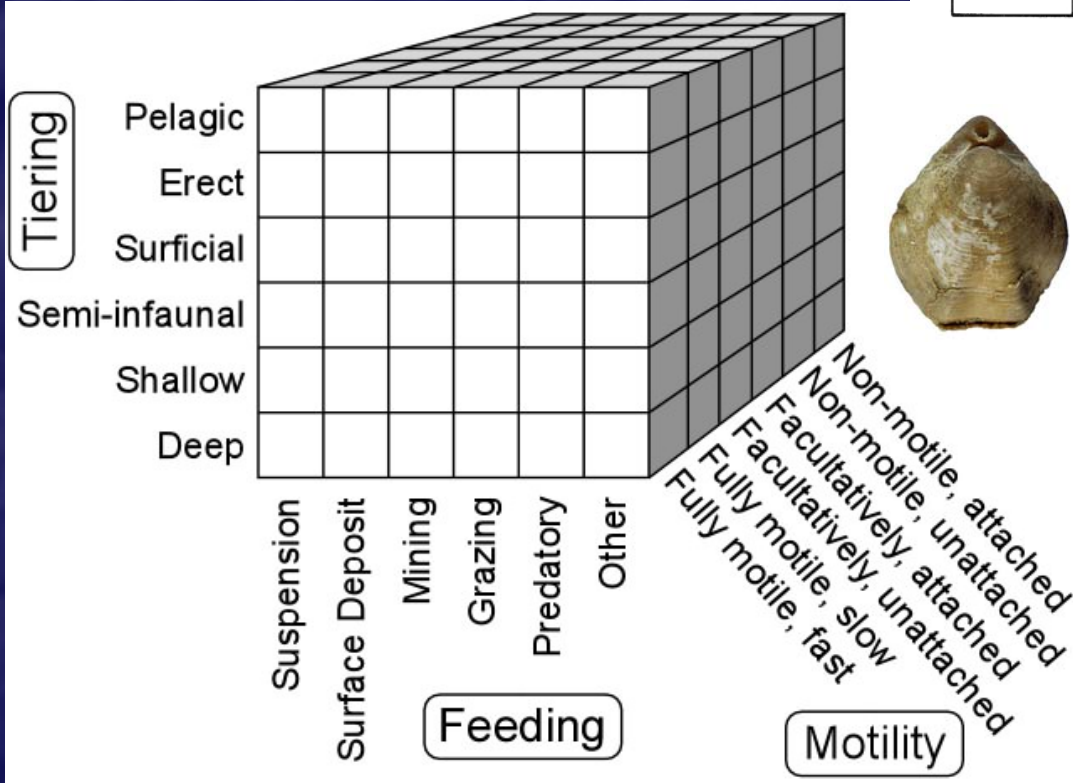 Tiering
Pelagic
Erect
Surficial
Semi-infaunal
Shallow
Deep
Suspension
Surface Deposit
Mining
Grazing
Predatory
Other
Feeding
Non-motile, attached
Non-motile, unattached
Facultatively, attached
Facultatively, unattached
Fully motile, slow
Fully motile, fast
Motility